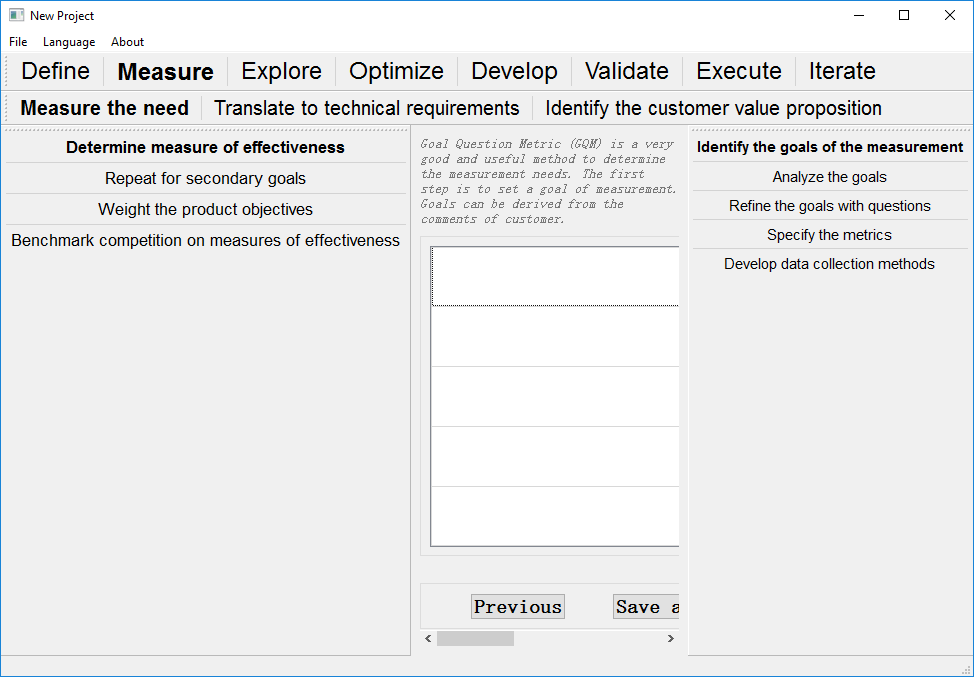 New Project
File Language About
Define Measure Explore Optimize Develop Validate Execute Iterate
Measure the need Translate to technical requirements Identify the customer value proposition
Determine measure of effectiveness
Repeat for secondary goals
Weight the product objectives
Benchmark competition on measures of effectiveness
Goal Question Metric (GQM) is a very
good and useful method to determine
the measurement needs. The first
step is to set a goal of measurement.
Goals can be derived from the
comments of customer.
Previous Save a
Identify the goals of the measurement
Analyze the goals
Refine the goals with questions
Specify the metrics
Develop data collection methods